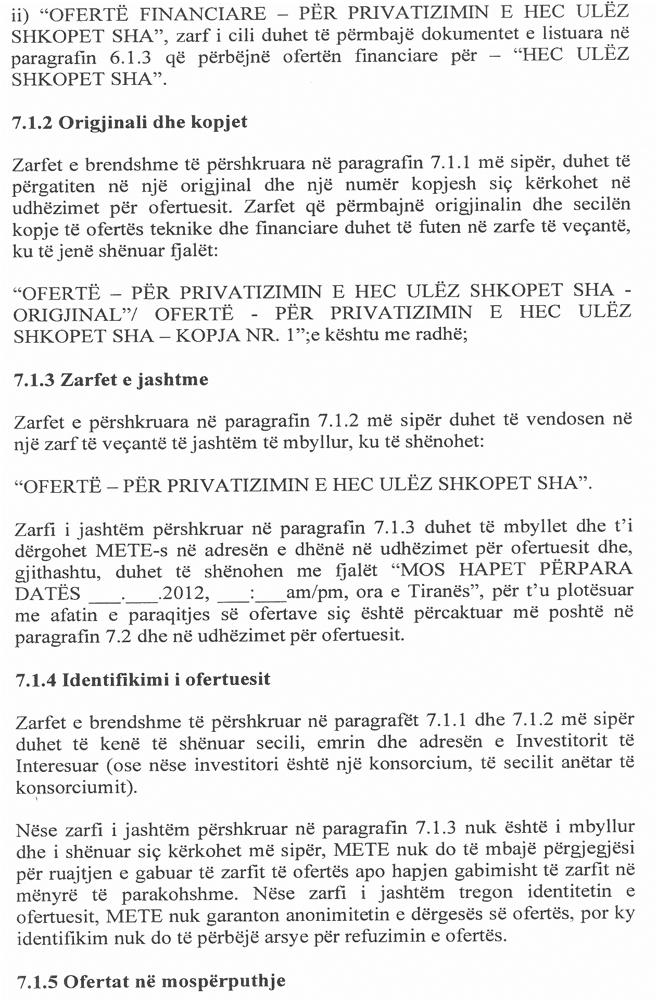 ii) “OFERTË FINANCIARE – PËR PRIVATIZIMIN E HEC ULËZ
SHKOPET SHA”, zarf i cili duhet të përmbajë dokumentet e listuara në
paragrafin 6.1.3 që përbëjnë ofertën financiare për – “HEC ULËZ
SHKOPET SHA”.
7.1.2 Origjinali dhe kopjet
Zarfet e brendshme të përshkruara në paragrafin 7.1.1 më sipër, duhet të
përgatiten në një origjinal dhe një numër kopjesh siç kërkohet në
udhëzimet për ofertuesit. Zarfet që përmbajnë origjinalin dhe secilën
kopje të ofertës teknike dhe financiare duhet të futen në zarfe të veçantë,
ku të jenë shënuar fjalët:
“OFERTË – PËR PRIVATIZIMIN E HEC ULËZ SHKOPET SHA -
ORIGJINAL”/ OFERTË - PËR PRIVATIZIMIN E HEC ULËZ
SHKOPET SHA – KOPJA NR. 1”;e kështu me radhë;
7.1.3 Zarfet e jashtme
Zarfet e përshkruara në paragrafin 7.1.2 më sipër duhet të vendosen në
një zarf të veçantë të jashtëm të mbyllur, ku të shënohet:
“OFERTË – PËR PRIVATIZIMIN E HEC ULËZ SHKOPET SHA”.
Zarfi i jashtëm përshkruar në paragrafin 7.1.3 duhet të mbyllet dhe t’i
dërgohet METE-s në adresën e dhënë në udhëzimet për ofertuesit dhe,
gjithashtu, duhet të shënohen me fjalët “MOS HAPET PËRPARA
DATËS ___.___.2012, ___:___am/pm, ora e Tiranës”, për t’u plotësuar
me afatin e paraqitjes së ofertave siç është përcaktuar më poshtë në
paragrafin 7.2 dhe në udhëzimet për ofertuesit.
7.1.4 Identifikimi i ofertuesit
Zarfet e brendshme të përshkruar në paragrafët 7.1.1 dhe 7.1.2 më sipër
duhet të kenë të shënuar secili, emrin dhe adresën e Investitorit të
Interesuar (ose nëse investitori është një konsorcium, të secilit anëtar të
konsorciumit).
Nëse zarfi i jashtëm përshkruar në paragrafin 7.1.3 nuk është i mbyllur
dhe i shënuar siç kërkohet më sipër, METE nuk do të mbajë përgjegjësi
për ruajtjen e gabuar të zarfit të ofertës apo hapjen gabimisht të zarfit në
mënyrë të parakohshme. Nëse zarfi i jashtëm tregon identitetin e
ofertuesit, METE nuk garanton anonimitetin e dërgesës së ofertës, por ky
identifikim nuk do të përbëjë arsye për refuzimin e ofertës.
7.1.5 Ofertat në mospërputhje